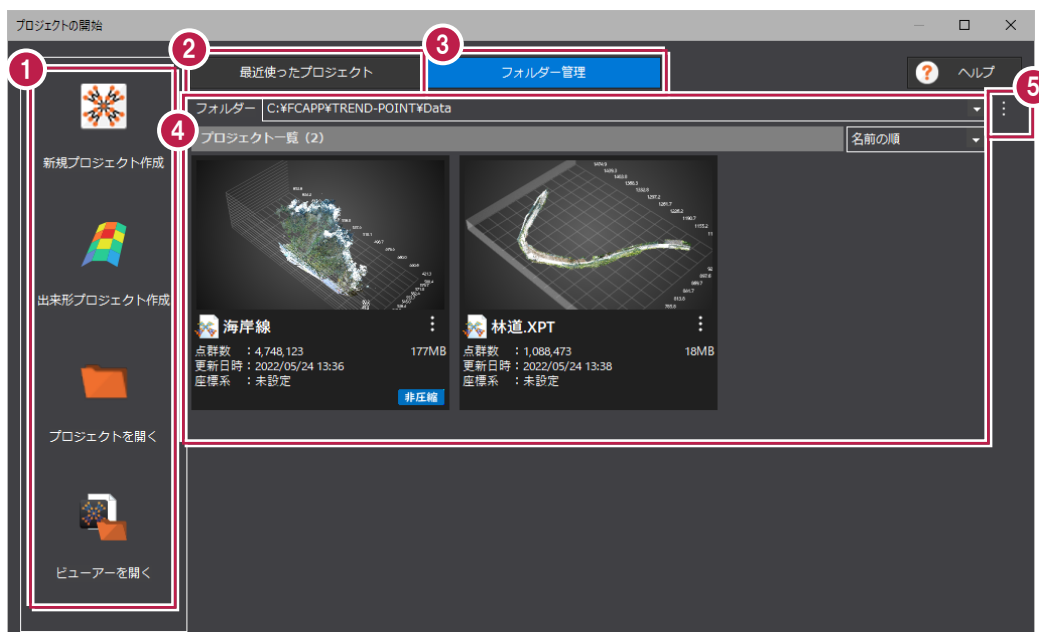 プロジェクトの開始
1
2
3
4
5
最近使ったプロジェクト
フォルダー管理
? ヘルプ
フォルダー C:¥FCAPP¥TREND-POINT¥Data
プロジェクト一覧 (2)
名前の順
新規プロジェクト作成
出来形プロジェクト作成
プロジェクトを開く
ビューアーを開く
海岸線
点群数 : 4,748,123 177MB
更新日時 : 2022/05/24 13:36
座標系 : 未設定
非圧縮
林道.XPT
点群数 : 1,088,473 18MB
更新日時 : 2022/05/24 13:38
座標系 : 未設定